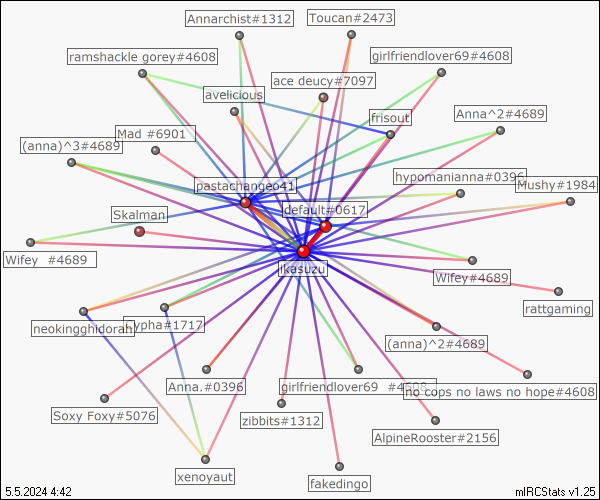 Annarchist#1312
Toucan#2473
ramshackle gorey#4608
girlfriendlover69#4608
ace deucy#7097
avelicious
frisout
Anna^2#4689
(anna)^3#4689
Mad #6901
hypomanianna#0396
pastachangeo41
Mushy#1984
default#0617
Skalman
Wifey #4689
ikasuzu
Wifey#4689
rattgaming
neokingghidorah
ypha#1717
(anna)^2#4689
Anna.#0396
girlfriendlover69 #4608
no cops no laws no hope#4608
Soxy Foxy#5076
zibbits#1312
AlpineRooster#2156
xenoyaut
fakedingo
5.5.2024 4:42
mIRCStats v1.25